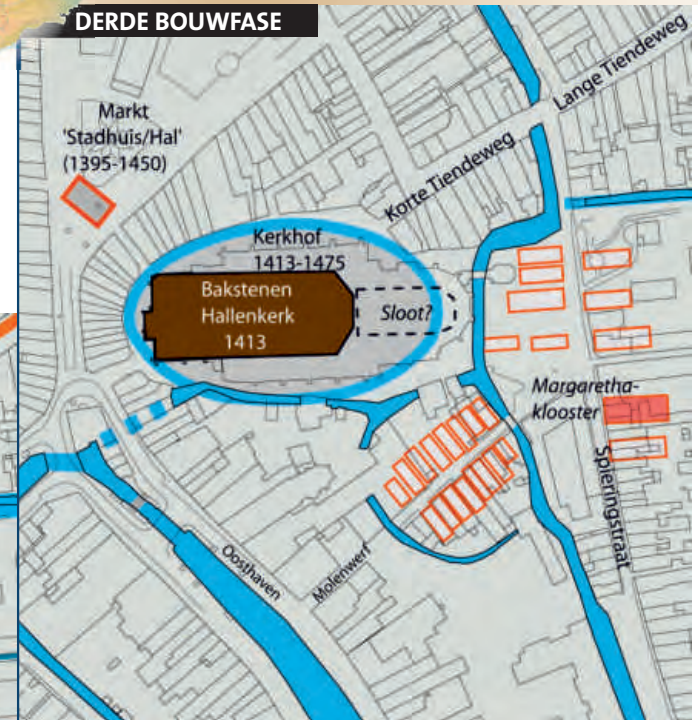 DERDE BOUWFASE
Markt
'Stadhuis/Hal'
(1395-1450)
Lange Tiendeweg
Korte Tiendeweg
Kerkhof
1413-1475
Bakstenen
Hallenkerk
1413
Sloot?
Margaretha-
klooster
Spieringstraat
Oosthaven
Molenwerf